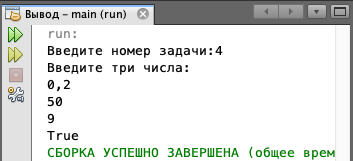 Вывод – main (run)
run:
Введите номер задачи:4
Введите три числа:
0,2
50
9
True
СБОРКА УСПЕШНО ЗАВЕРШЕНА (общее